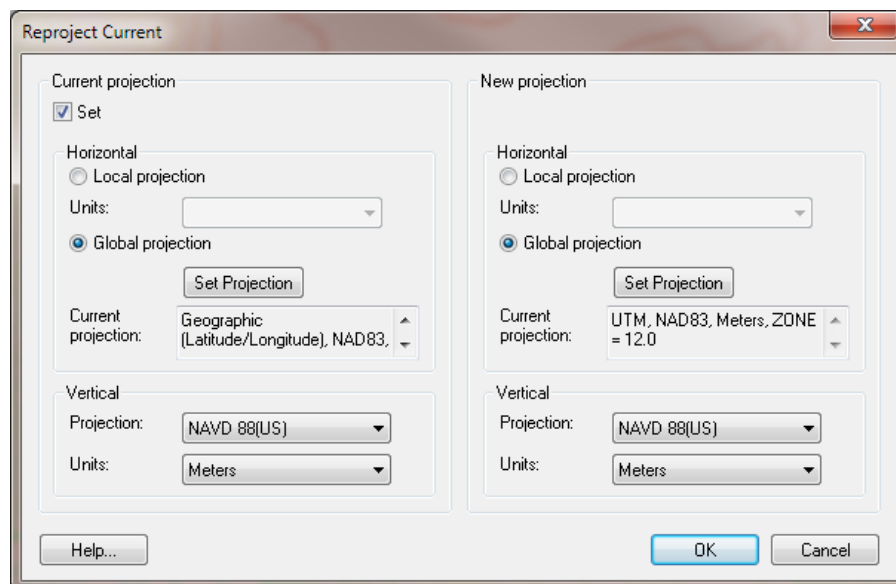 Reproject Current
Current projection
Set
Horizontal
Local projection
Units:
Global projection
Set Projection
Current projection:
Geographic
(Latitude/Longitude), NAD83,
Vertical
Projection:
NAVD 88(US)
Units:
Meters
New projection
Horizontal
Local projection
Units:
Global projection
Set Projection
Current projection:
UTM, NAD83, Meters, ZONE
= 12.0
Vertical
Projection:
NAVD 88(US)
Units:
Meters
Help...
OK
Cancel